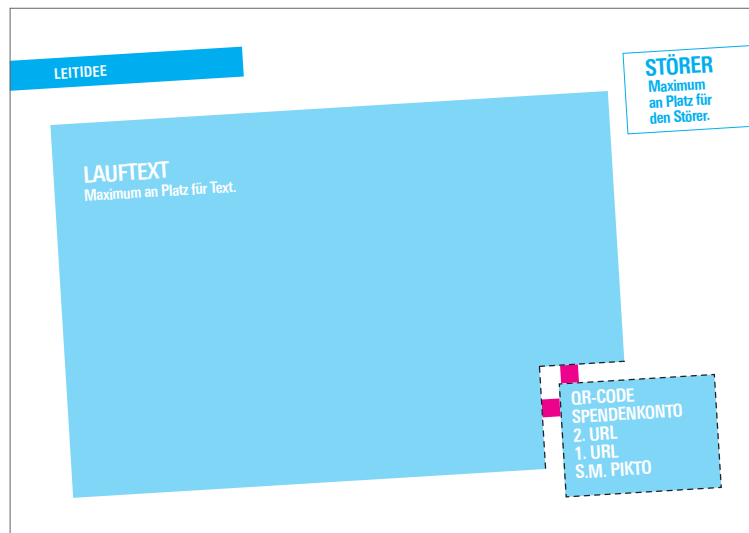 LEITIDEE
STÖRER
Maximum
an Platz für
den Störer.
LAUFTEXT
Maximum an Platz für Text.
QR-CODE
SPENDENKONTO
2. URL
1. URL
S.M. PIKTO